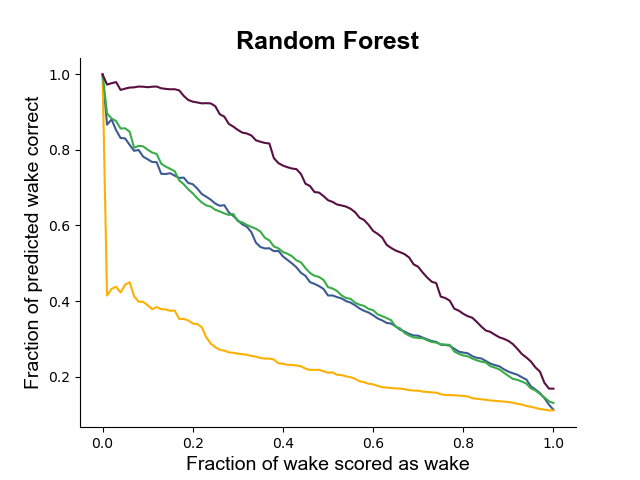 Random Forest
Fraction of predicted wake correct
1.0
0.8
0.6
0.4
0.2
0.0 0.2 0.4 0.6 0.8 1.0
Fraction of wake scored as wake